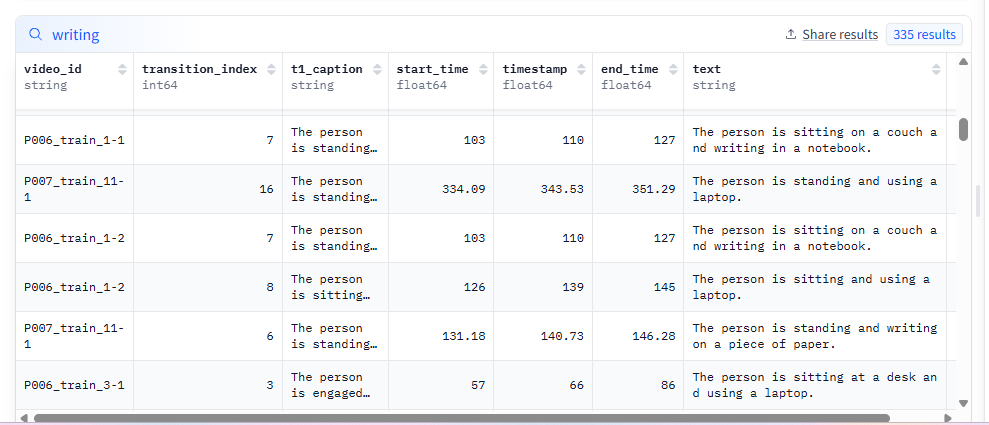 writing Share results 335 results
video_id transition_index t1_caption start_time timestamp end_time text
string int64 string float64 float64 float64 string
P006_train_1-1 7 The person is standing… 103 110 127 The person is sitting on a couch a
nd writing in a notebook.
P007_train_11-
1 16 The person is standing… 334.09 343.53 351.29 The person is standing and using a
laptop.
P006_train_1-2 7 The person is standing… 103 110 127 The person is sitting on a couch a
nd writing in a notebook.
P006_train_1-2 8 The person is sitting… 126 139 145 The person is sitting and using a
laptop.
P007_train_11-
1 6 The person is standing… 131.18 140.73 146.28 The person is standing and writing
on a piece of paper.
P006_train_3-1 3 The person is engaged… 57 66 86 The person is sitting at a desk an
d using a laptop.